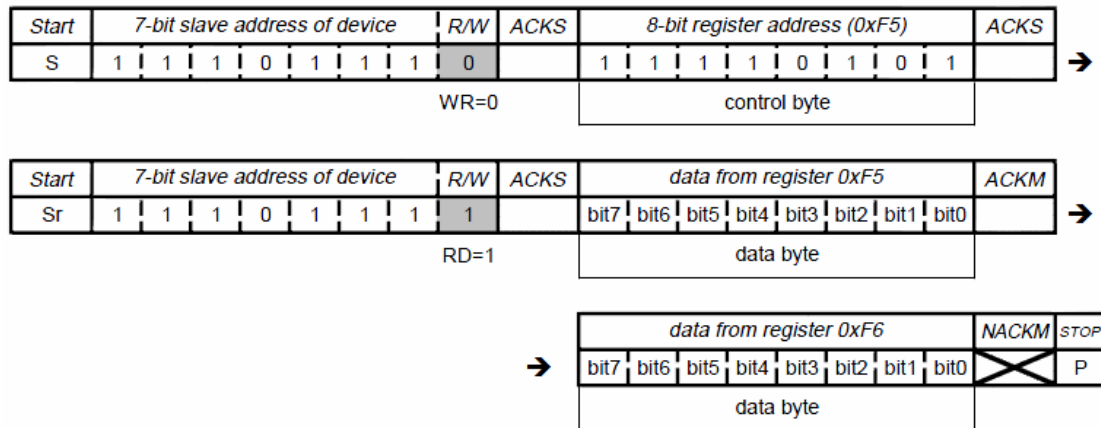 Start 7-bit slave address of device R/W ACKS 8-bit register address (0xF5) ACKS
S 1 1 1 0 1 1 1 0 1 1 1 1 0 1 0 1 ➔
WR=0 control byte
Start 7-bit slave address of device R/W ACKS data from register 0xF5 ACKM
Sr 1 1 1 0 1 1 1 1 bit7 bit6 bit5 bit4 bit3 bit2 bit1 bit0 ➔
RD=1 data byte
data from register 0xF6 NACKM STOP
➔ bit7 bit6 bit5 bit4 bit3 bit2 bit1 bit0 P
data byte